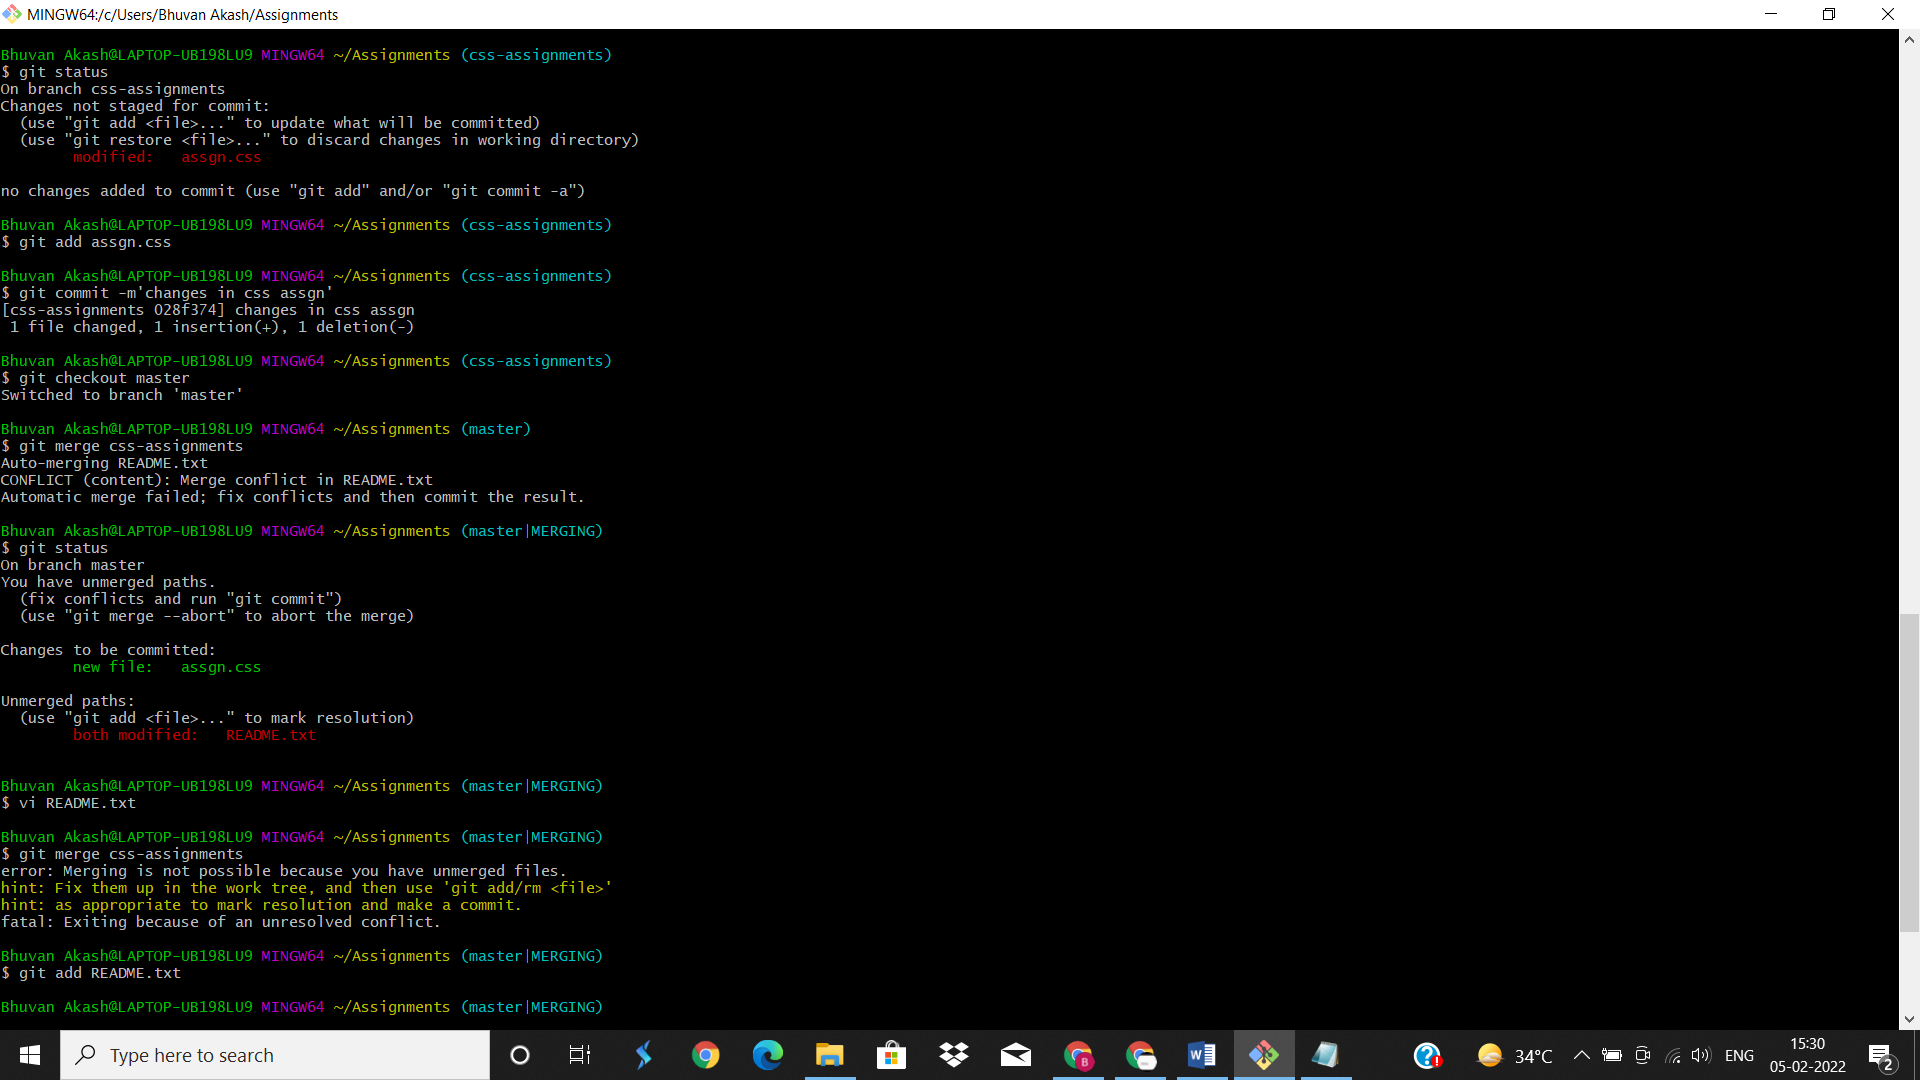 MINGW64:/c/Users/Bhuvan Akash/Assignments
Bhuvan Akash@LAPTOP-UB198LU9 MINGW64 ~/Assignments (css-assignments)
$ git status
On branch css-assignments
Changes not staged for commit:
  (use "git add <file>..." to update what will be committed)
  (use "git restore <file>..." to discard changes in working directory)
        modified:   assgn.css
no changes added to commit (use "git add" and/or "git commit -a")
Bhuvan Akash@LAPTOP-UB198LU9 MINGW64 ~/Assignments (css-assignments)
$ git add assgn.css
Bhuvan Akash@LAPTOP-UB198LU9 MINGW64 ~/Assignments (css-assignments)
$ git commit -m'changes in css assgn'
[css-assignments 028f374] changes in css assgn
 1 file changed, 1 insertion(+), 1 deletion(-)
Bhuvan Akash@LAPTOP-UB198LU9 MINGW64 ~/Assignments (css-assignments)
$ git checkout master
Switched to branch 'master'
Bhuvan Akash@LAPTOP-UB198LU9 MINGW64 ~/Assignments (master)
$ git merge css-assignments
Auto-merging README.txt
CONFLICT (content): Merge conflict in README.txt
Automatic merge failed; fix conflicts and then commit the result.
Bhuvan Akash@LAPTOP-UB198LU9 MINGW64 ~/Assignments (master|MERGING)
$ git status
On branch master
You have unmerged paths.
  (fix conflicts and run "git commit")
  (use "git merge --abort" to abort the merge)
Changes to be committed:
        new file:   assgn.css
Unmerged paths:
  (use "git add <file>..." to mark resolution)
        both modified:   README.txt
Bhuvan Akash@LAPTOP-UB198LU9 MINGW64 ~/Assignments (master|MERGING)
$ vi README.txt
Bhuvan Akash@LAPTOP-UB198LU9 MINGW64 ~/Assignments (master|MERGING)
$ git merge css-assignments
error: Merging is not possible because you have unmerged files.
hint: Fix them up in the work tree, and then use 'git add/rm <file>'
hint: as appropriate to mark resolution and make a commit.
fatal: Exiting because of an unresolved conflict.
Bhuvan Akash@LAPTOP-UB198LU9 MINGW64 ~/Assignments (master|MERGING)
$ git add README.txt
Bhuvan Akash@LAPTOP-UB198LU9 MINGW64 ~/Assignments (master|MERGING)
Type here to search
34°C
ENG
15:30
05-02-2022
2